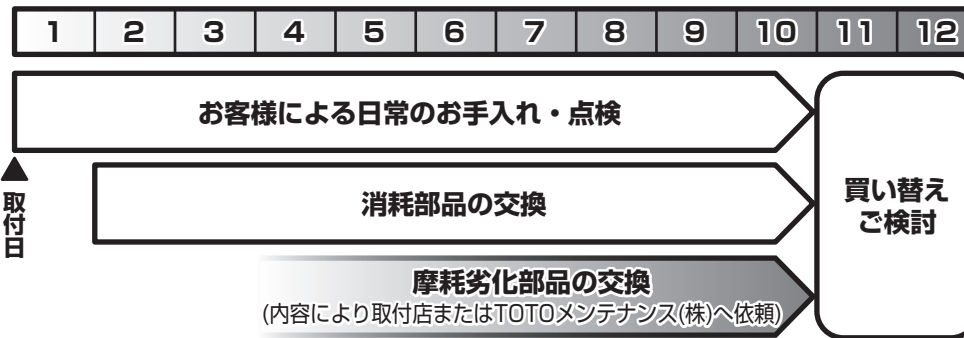 1 2 3 4 5 6 7 8 9 10 11 12
お客様による日常のお手入れ・点検
取付日
消耗部品の交換
買い替え
ご検討
摩耗劣化部品の交換
(内容により取付店またはTOTOメンテナンス(株)へ依頼)